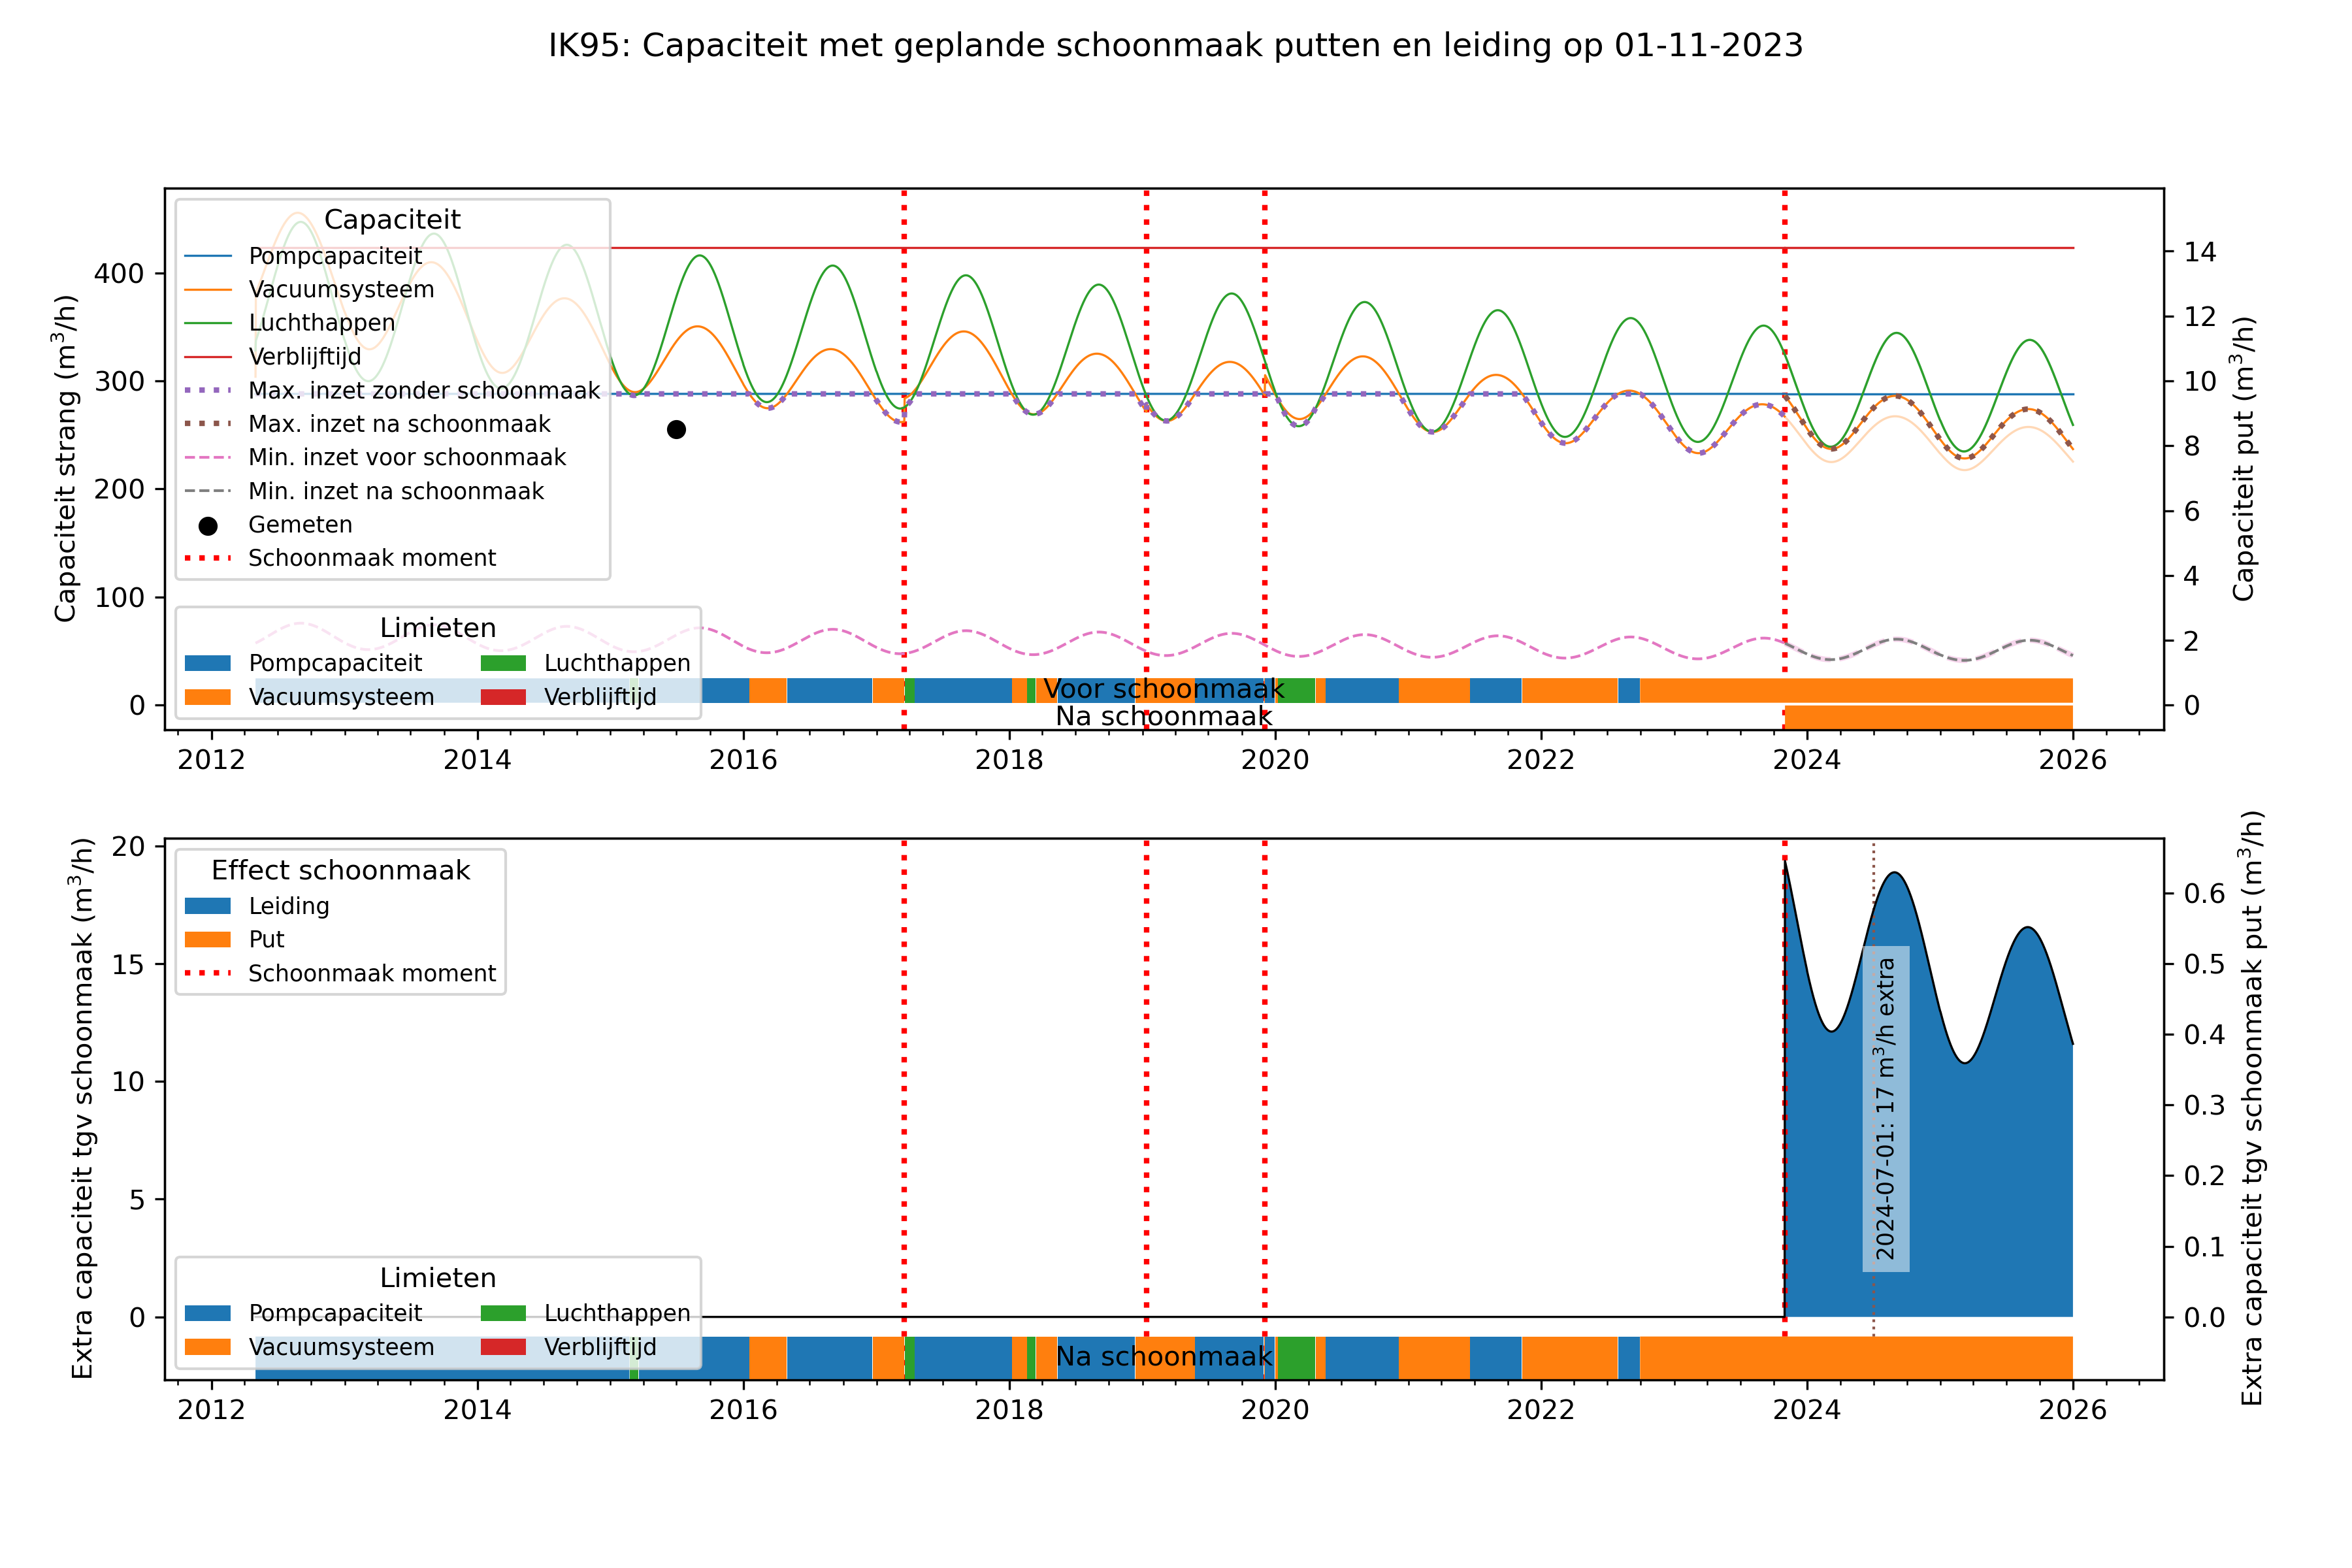 IK95: Capaciteit met geplande schoonmaak putten en leiding op 01-11-2023
Capaciteit strang (m³/h)
400
300
200
100
0
Capaciteit
Pompcapaciteit
Vacuumsysteem
Luchthappen
Verblijftijd
Max. inzet zonder schoonmaak
Max. inzet na schoonmaak
Min. inzet voor schoonmaak
Min. inzet na schoonmaak
Gemeten
Schoonmaak moment
Limieten
Pompcapaciteit
Luchthappen
Vacuumsysteem
Verblijftijd
Voor schoonmaak
Na schoonmaak
14
12
10
8
6
4
2
0
Capaciteit put (m³/h)
2012 2014 2016 2018 2020 2022 2024 2026
Extra capaciteit tgv schoonmaak (m³/h)
20
15
10
5
0
Effect schoonmaak
Leiding
Put
Schoonmaak moment
Limieten
Pompcapaciteit
Luchthappen
Vacuumsysteem
Verblijftijd
Na schoonmaak
2024-07-01: 17 m³/h extra
0.6
0.5
0.4
0.3
0.2
0.1
0.0
Extra capaciteit tgv schoonmaak put (m³/h)
2012 2014 2016 2018 2020 2022 2024 2026